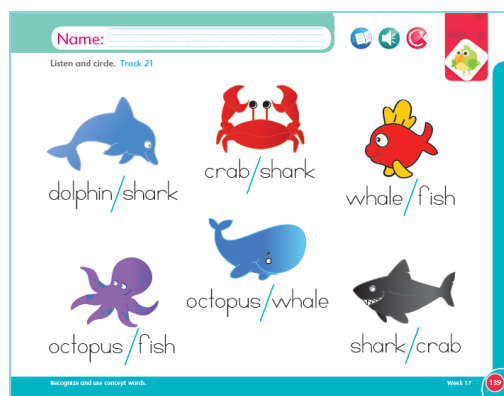 Name:
Listen and circle. Track 21
dolphin/shark
crab/shark
whale/fish
octopus/fish
octopus/whale
shark/crab
Recognize and use concept words.
Week 17
139